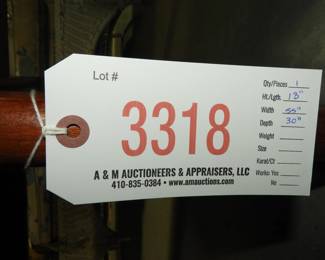 Lot #
3318
A & M AUCTIONEERS & APPRAISERS, LLC
410-835-0384 • www.amauctions.com
Qty/Pieces 1
Ht./Lgth. 13"
Width 55"
Depth 30"
Weight
Size
Karat/Ct
Works: Yes
No